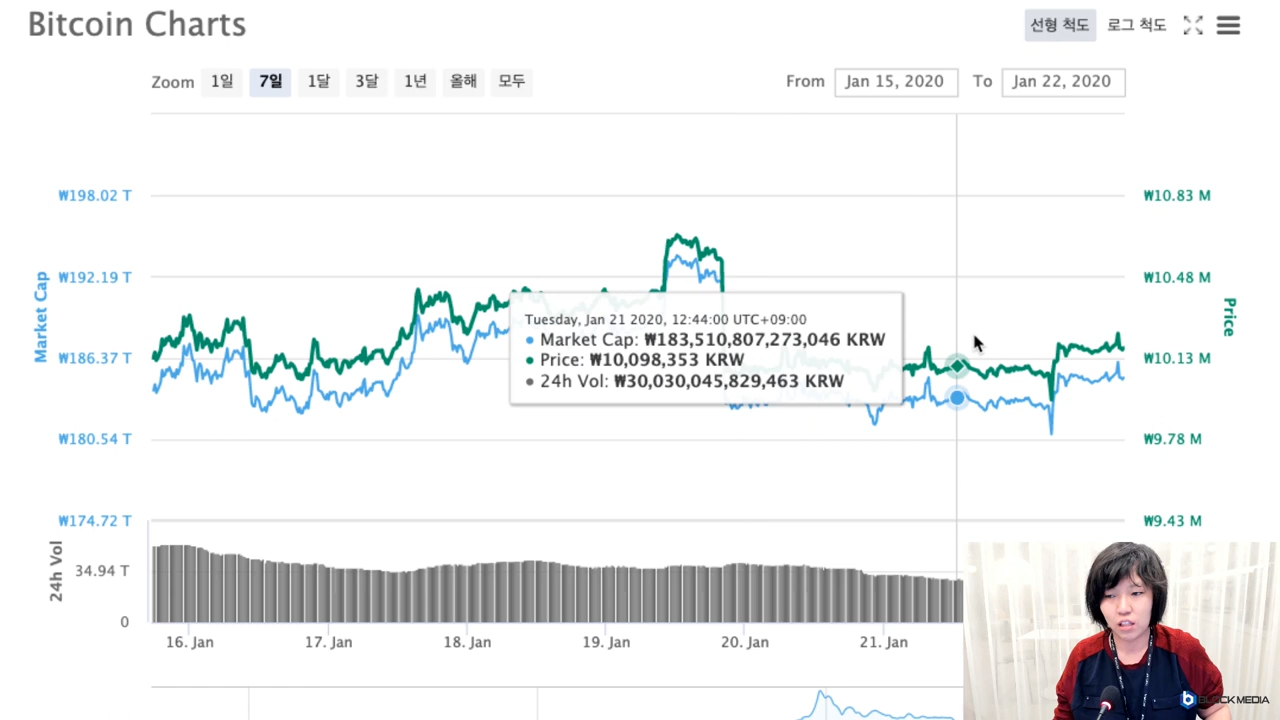 Bitcoin Charts
선형 척도 로그 척도
Zoom 1일 7일 1달 3달 1년 올해 모두
From Jan 15, 2020 To Jan 22, 2020
₩198.02 T
₩192.19 T
₩186.37 T
₩180.54 T
₩174.72 T
Market Cap
₩10.83 M
₩10.48 M
₩10.13 M
₩9.78 M
₩9.43 M
Price
Tuesday, Jan 21 2020, 12:44:00 UTC+09:00
Market Cap: ₩183,510,807,273,046 KRW
Price: ₩10,098,353 KRW
24h Vol: ₩30,030,045,829,463 KRW
24h Vol
34.94 T
0
16. Jan 17. Jan 18. Jan 19. Jan 20. Jan 21. Jan
BLOCKMEDIA